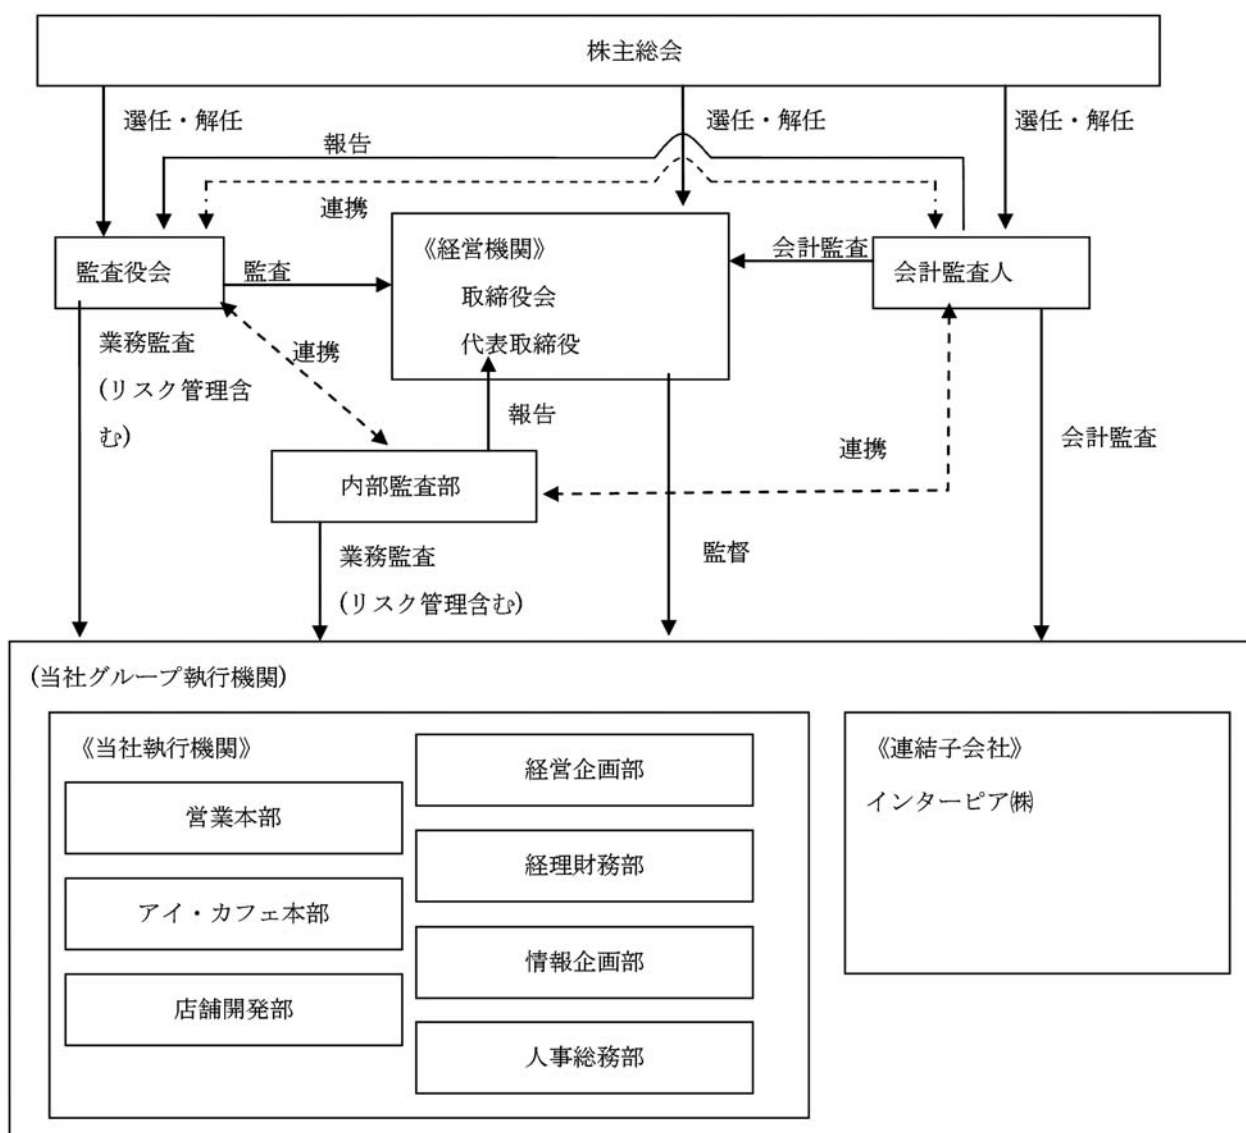 株主総会
選任・解任
選任・解任
選任・解任
報告
連携
監査役会
監査
《経営機関》
取締役会
代表取締役
会計監査
会計監査人
業務監査
(リスク管理含
む)
連携
報告
連携
会計監査
内部監査部
業務監査
(リスク管理含む)
監督
(当社グループ執行機関)
《当社執行機関》
営業本部
アイ・カフェ本部
店舗開発部
経営企画部
経理財務部
情報企画部
人事総務部
《連結子会社》
インターピア㈱